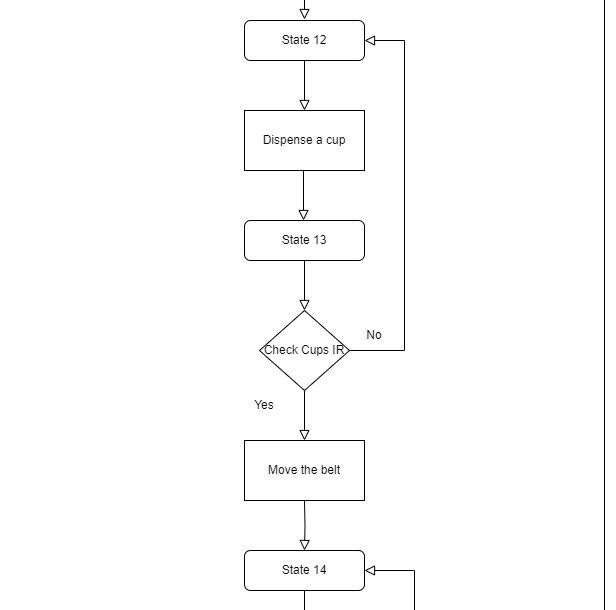 State 12
Dispense a cup
State 13
No
Check Cups IR
Yes
Move the belt
State 14